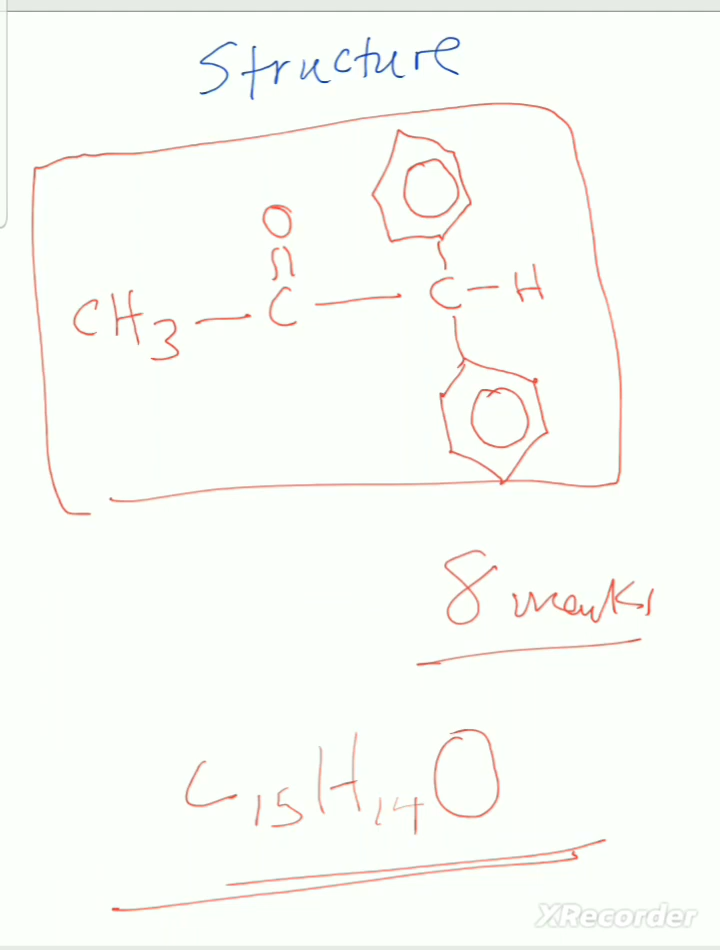 Structure
O
CH3 — C — C — H
8 marks
C15H14O
XRecorder